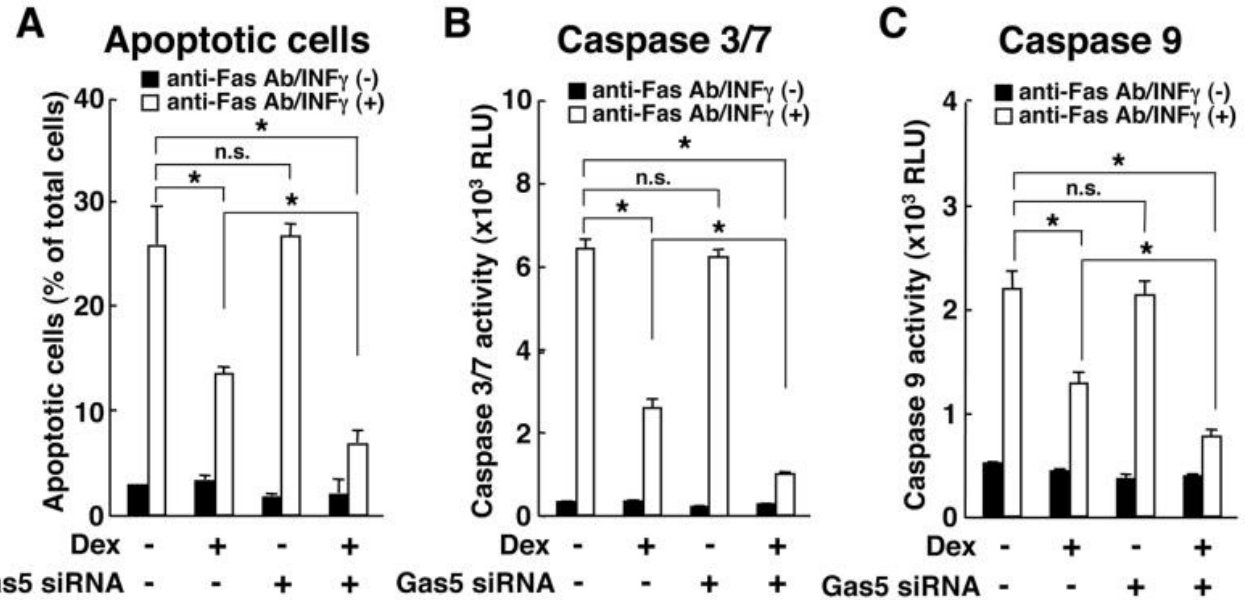 A
Apoptotic cells
anti-Fas Ab/INFγ (-)
anti-Fas Ab/INFγ (+)
Apoptotic cells (% of total cells)
40
30
20
10
0
*
n.s.
*
*
Dex - + - +
as5 siRNA - - + +
B
Caspase 3/7
anti-Fas Ab/INFγ (-)
anti-Fas Ab/INFγ (+)
Caspase 3/7 activity (x10³ RLU)
10
8
6
4
2
0
*
n.s.
*
*
Dex - + - +
Gas5 siRNA - - + +
C
Caspase 9
anti-Fas Ab/INFγ (-)
anti-Fas Ab/INFγ (+)
Caspase 9 activity (x10³ RLU)
4
3
2
1
0
*
n.s.
*
*
Dex - + - +
Gas5 siRNA - - + +